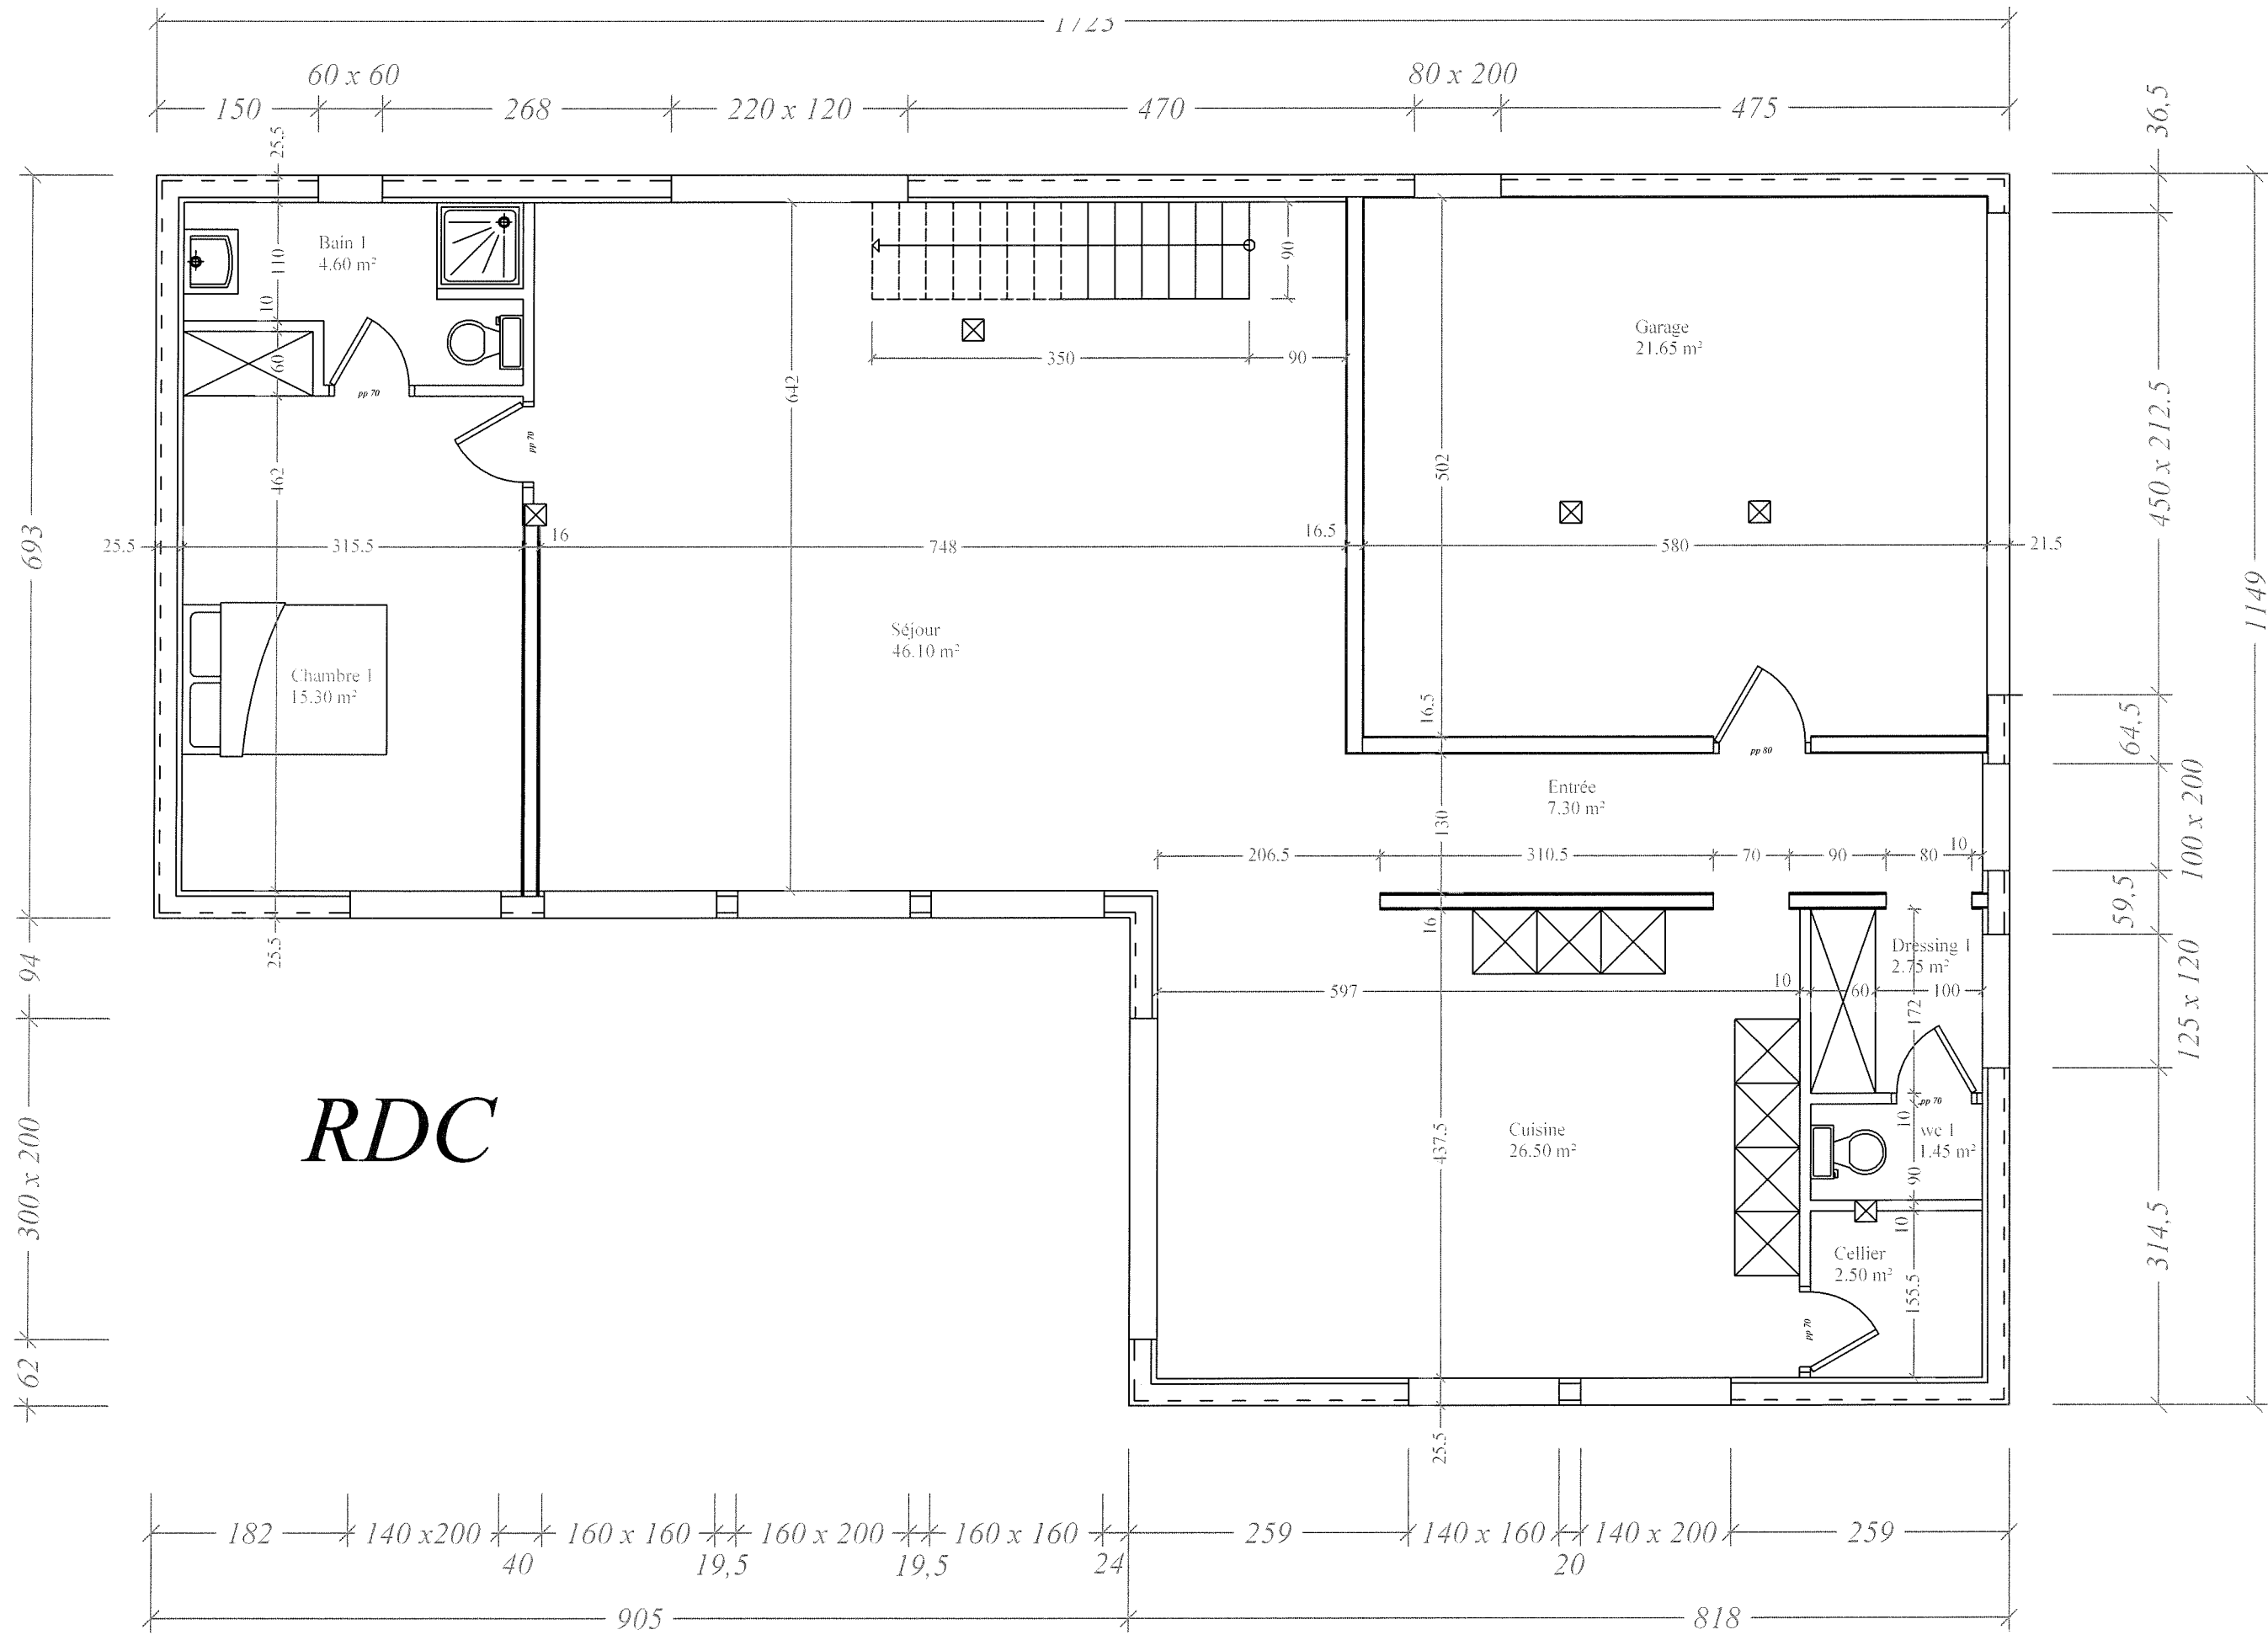 1723
60 x 60
80 x 200
150
268
220 x 120
470
475
36,5
25.5
Bain 1
4.60 m²
110
10
60
pp 70
pp 70
90
350
90
642
Garage
21.65 m²
502
450 x 212.5
693
462
25.5
315.5
16
748
16.5
580
21.5
1149
Séjour
46.10 m²
Chambre 1
15.30 m²
16.5
pp 80
64,5
Entrée
7.30 m²
130
100 x 200
206.5
310.5
70
90
80
10
59,5
16
25.5
94
Dressing 1
2.75 m²
597
10
60
100
172
125 x 120
RDC
pp 70
10
wc 1
1.45 m²
Cuisine
26.50 m²
437.5
90
300 x 200
10
Cellier
2.50 m²
155.5
314,5
pp 70
62
25.5
182
140 x200
160 x 160
160 x 200
160 x 160
259
140 x 160
140 x 200
259
40
19,5
19,5
24
20
905
818